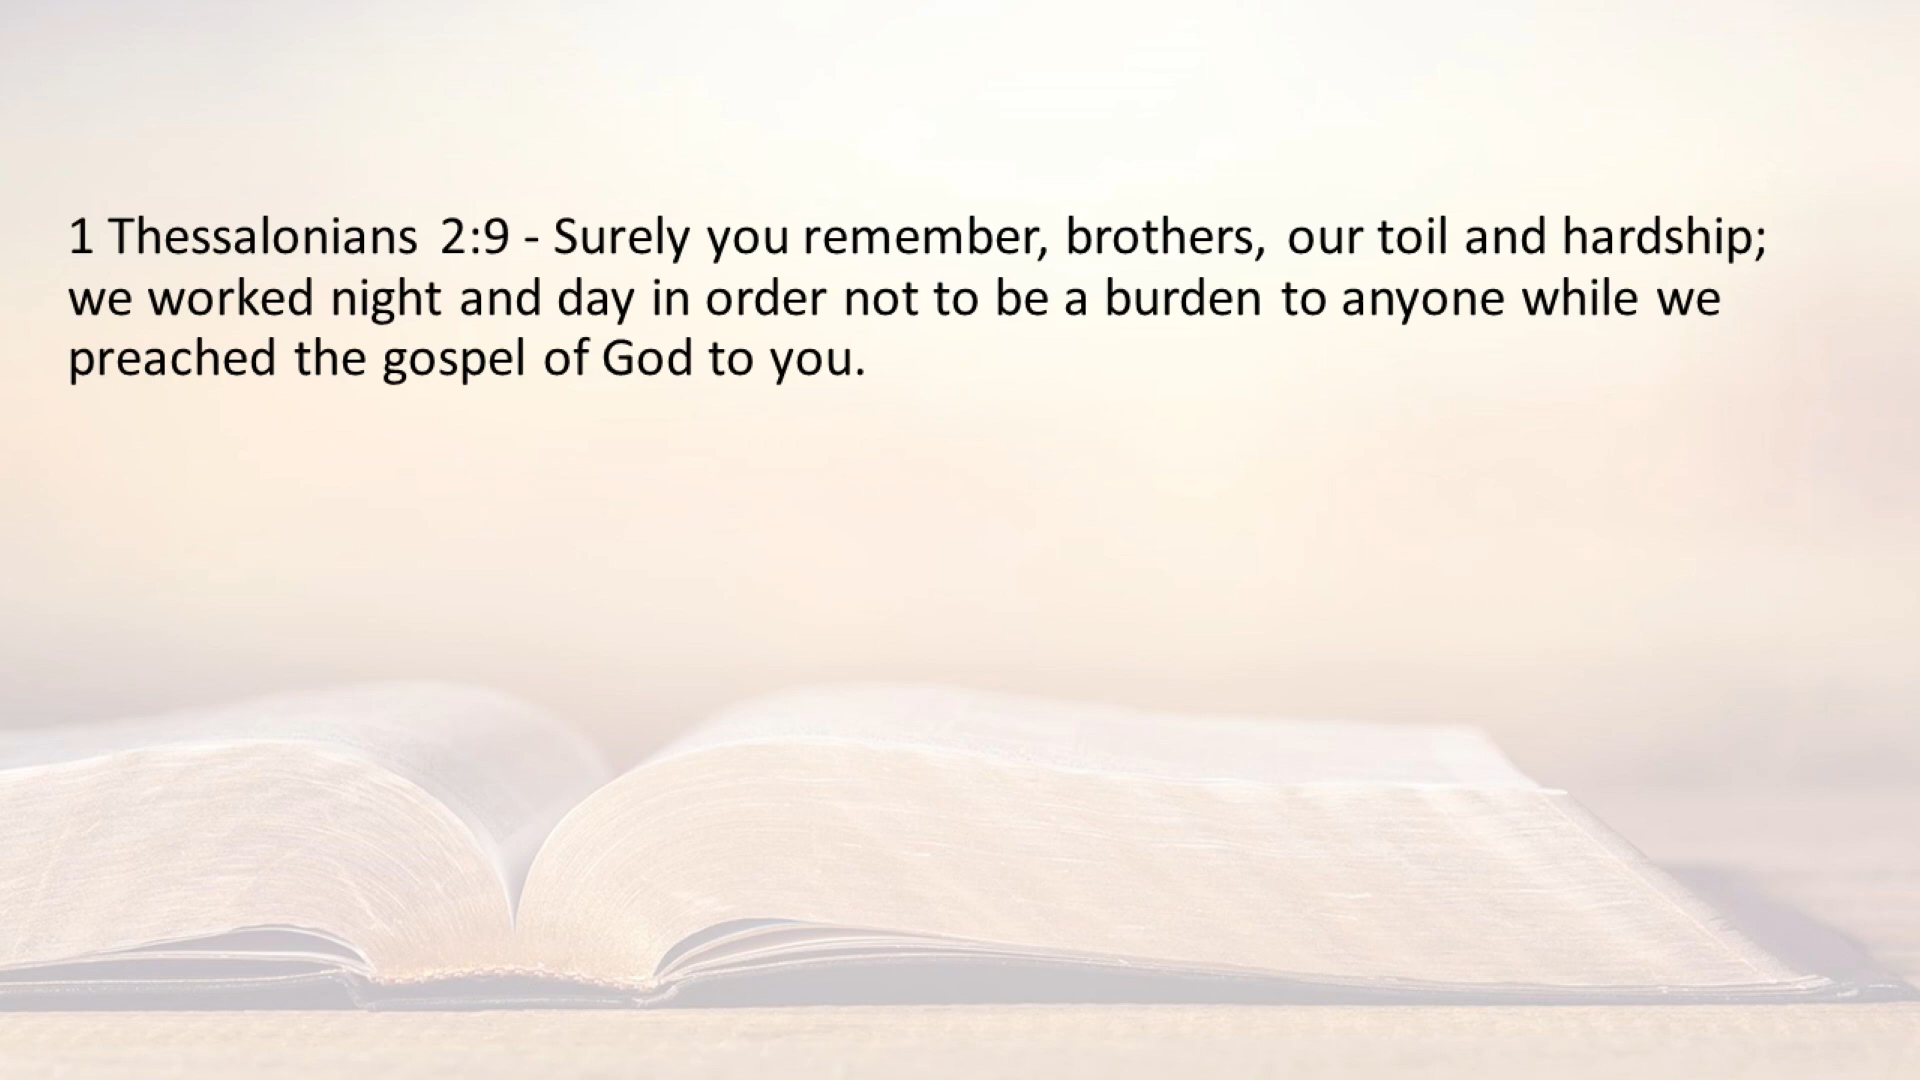 1 Thessalonians 2:9 - Surely you remember, brothers, our toil and hardship;
we worked night and day in order not to be a burden to anyone while we
preached the gospel of God to you.